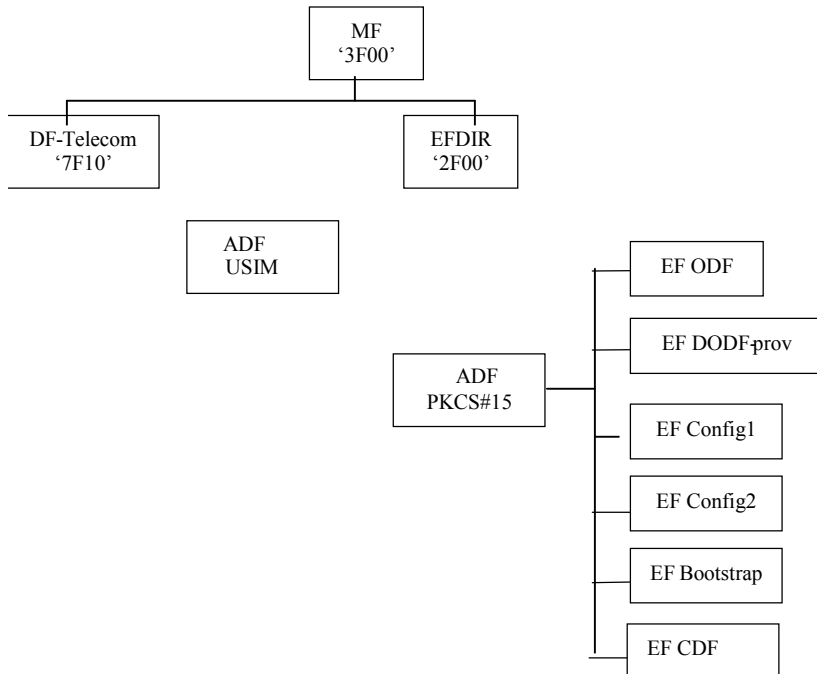 MF
‘3F00’
DF-Telecom
‘7F10’
EFDIR
‘2F00’
ADF
USIM
EF ODF
EF DODF-prov
ADF
PKCS#15
EF Config1
EF Config2
EF Bootstrap
EF CDF